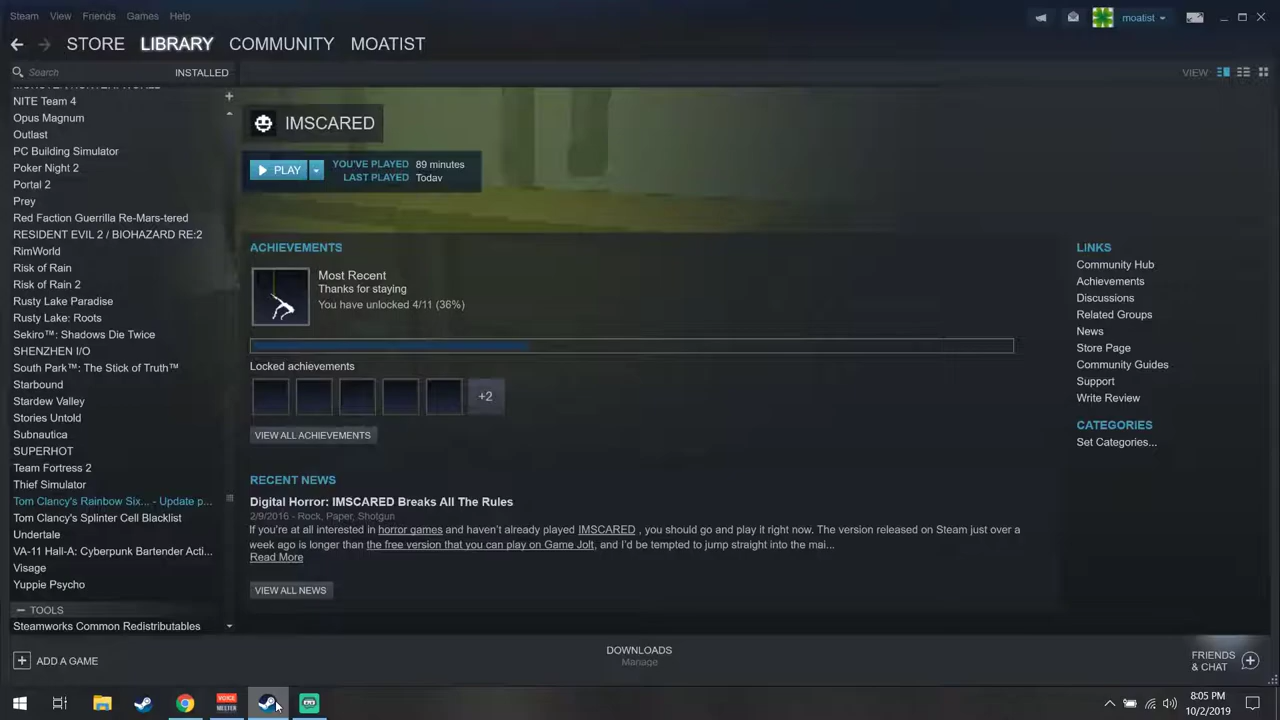 Steam View Friends Games Help
moatist
STORE LIBRARY COMMUNITY MOATIST
Search INSTALLED
VIEW
NITE Team 4
Opus Magnum
Outlast
PC Building Simulator
Poker Night 2
Portal 2
Prey
Red Faction Guerrilla Re-Mars-tered
RESIDENT EVIL 2 / BIOHAZARD RE:2
RimWorld
Risk of Rain
Risk of Rain 2
Rusty Lake Paradise
Rusty Lake: Roots
Sekiro™: Shadows Die Twice
SHENZHEN I/O
South Park™: The Stick of Truth™
Starbound
Stardew Valley
Stories Untold
Subnautica
SUPERHOT
Team Fortress 2
Thief Simulator
Tom Clancy's Rainbow Six... - Update p...
Tom Clancy's Splinter Cell Blacklist
Undertale
VA-11 Hall-A: Cyberpunk Bartender Acti...
Visage
Yuppie Psycho
TOOLS
Steamworks Common Redistributables
ADD A GAME
IMSCARED
PLAY
YOU'VE PLAYED 89 minutes
LAST PLAYED Today
ACHIEVEMENTS
Most Recent
Thanks for staying
You have unlocked 4/11 (36%)
Locked achievements
+2
VIEW ALL ACHIEVEMENTS
RECENT NEWS
Digital Horror: IMSCARED Breaks All The Rules
2/9/2016 - Rock, Paper, Shotgun
If you're at all interested in horror games and haven't already played IMSCARED , you should go and play it right now. The version released on Steam just over a
week ago is longer than the free version that you can play on Game Jolt, and I'd be tempted to jump straight into the mai...
Read More
VIEW ALL NEWS
LINKS
Community Hub
Achievements
Discussions
Related Groups
News
Store Page
Community Guides
Support
Write Review
CATEGORIES
Set Categories...
DOWNLOADS
Manage
FRIENDS
& CHAT
VOICE
MEETER
8:05 PM
10/2/2019